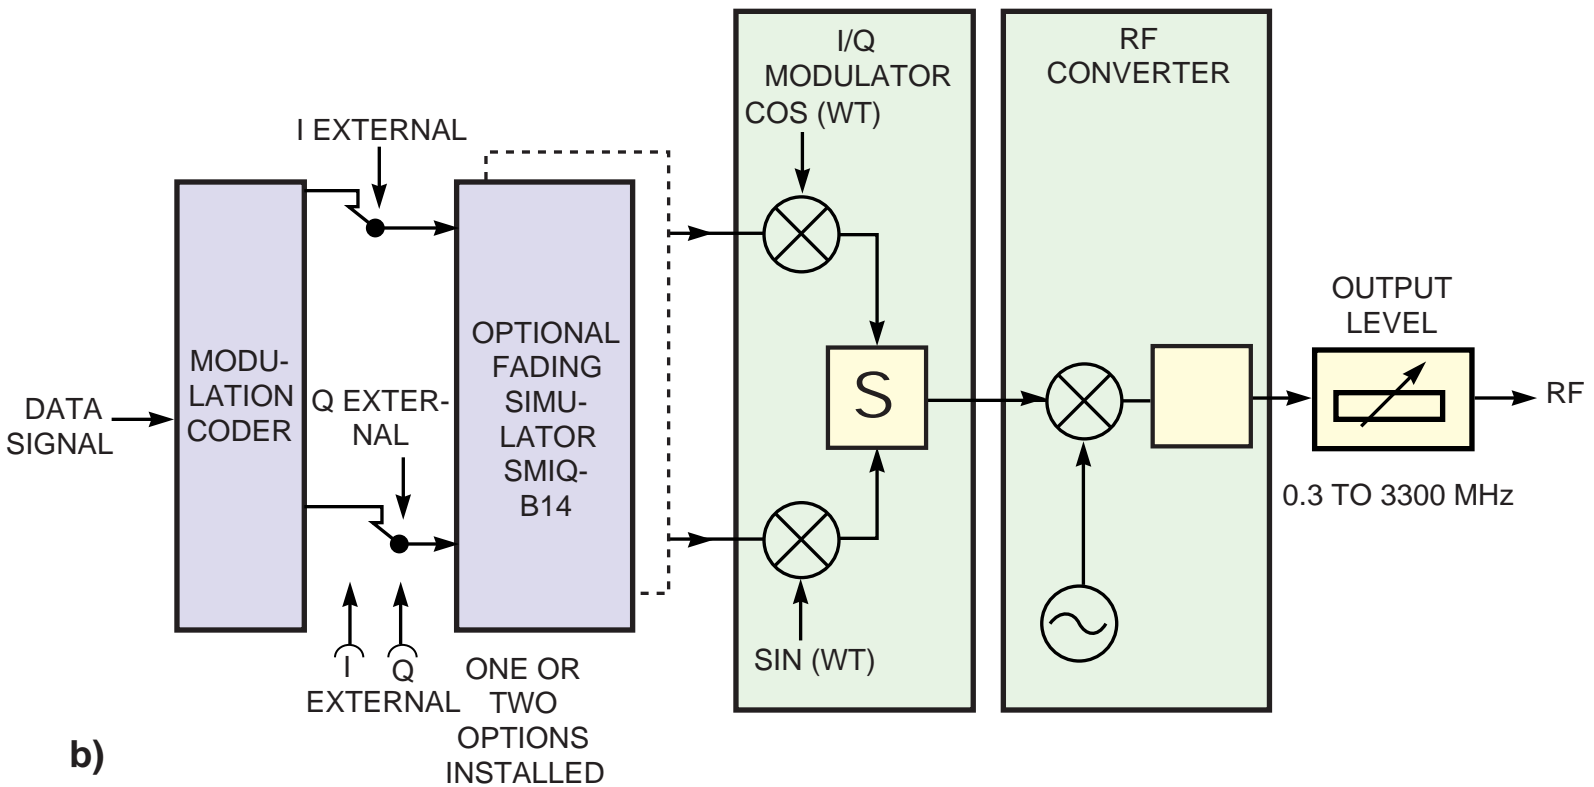 I/Q
MODULATOR
COS (WT)
RF
CONVERTER
I EXTERNAL
OUTPUT
LEVEL
OPTIONAL
FADING
SIMU-
LATOR
SMIQ-
B14
MODU-
LATION
CODER
Q EXTER-
NAL
DATA
SIGNAL
S
RF
0.3 TO 3300 MHz
SIN (WT)
I Q
EXTERNAL
ONE OR
TWO
OPTIONS
INSTALLED
b)